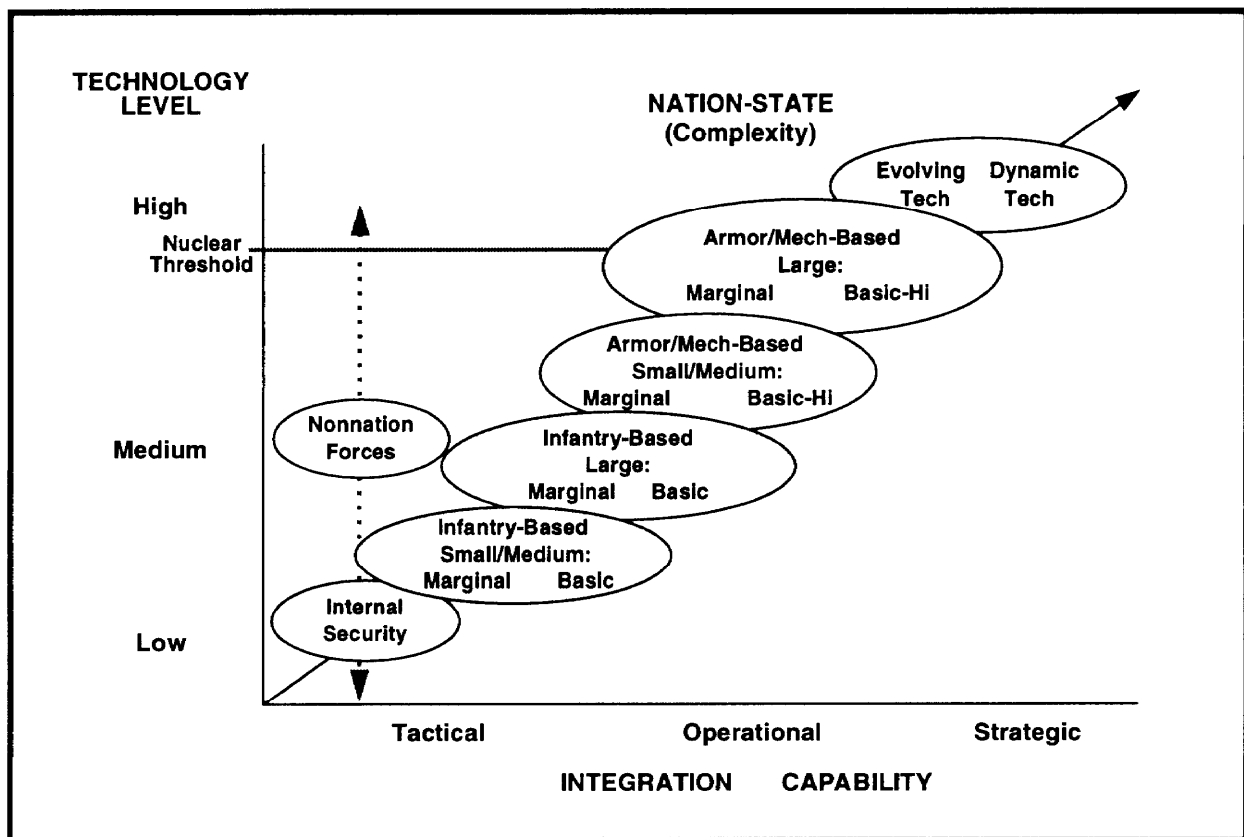 TECHNOLOGY
LEVEL
NATION-STATE
(Complexity)
Evolving Dynamic
Tech Tech
High
Nuclear
Threshold
Armor/Mech-Based
Large:
Marginal Basic-Hi
Armor/Mech-Based
Small/Medium:
Marginal Basic-Hi
Nonnation
Forces
Medium
Infantry-Based
Large:
Marginal Basic
Infantry-Based
Small/Medium:
Marginal Basic
Internal
Security
Low
Tactical Operational Strategic
INTEGRATION CAPABILITY